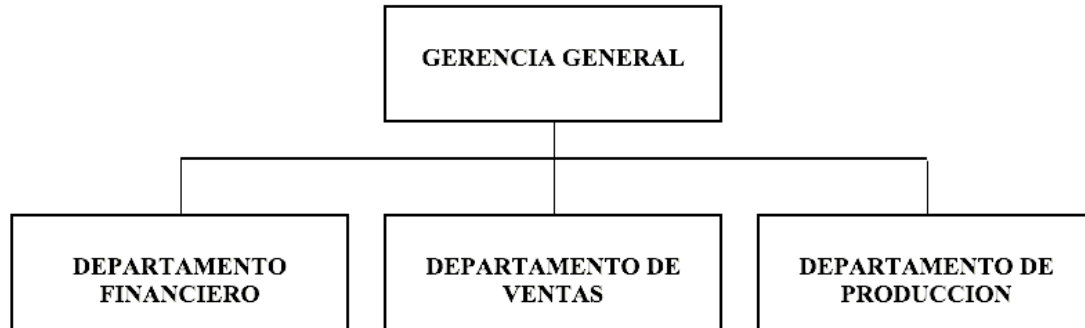 GERENCIA GENERAL
DEPARTAMENTO
FINANCIERO
DEPARTAMENTO DE
VENTAS
DEPARTAMENTO DE
PRODUCCION